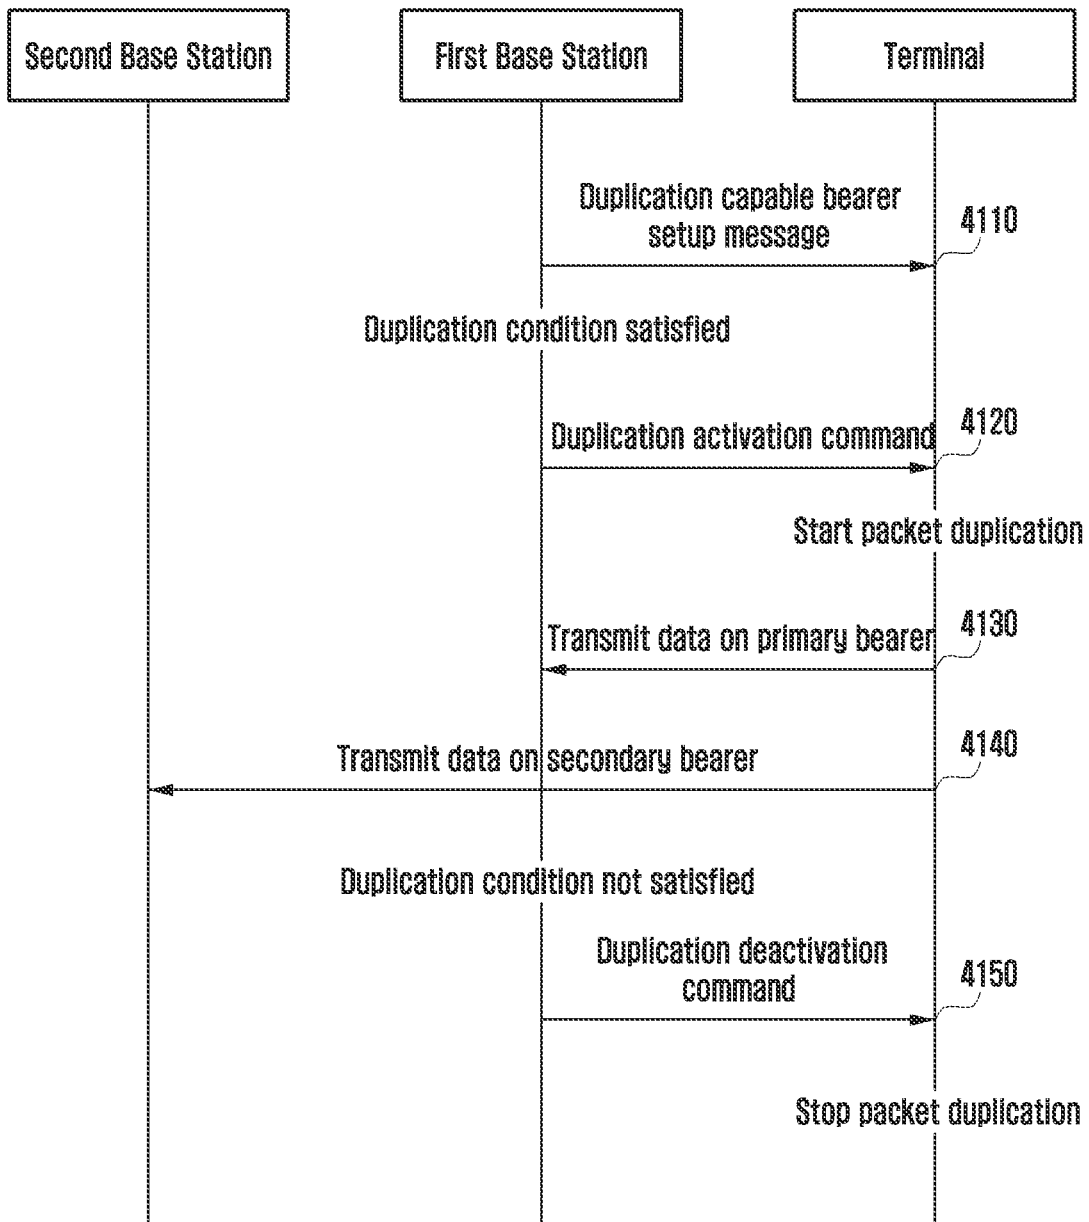 Second Base Station
First Base Station
Terminal
Duplication capable bearer
setup message
4110
Duplication condition satisfied
4120
Duplication activation command
Start packet duplication
4130
Transmit data on primary bearer
4140
Transmit data on secondary bearer
Duplication condition not satisfied
Duplication deactivation
command
4150
Stop packet duplication